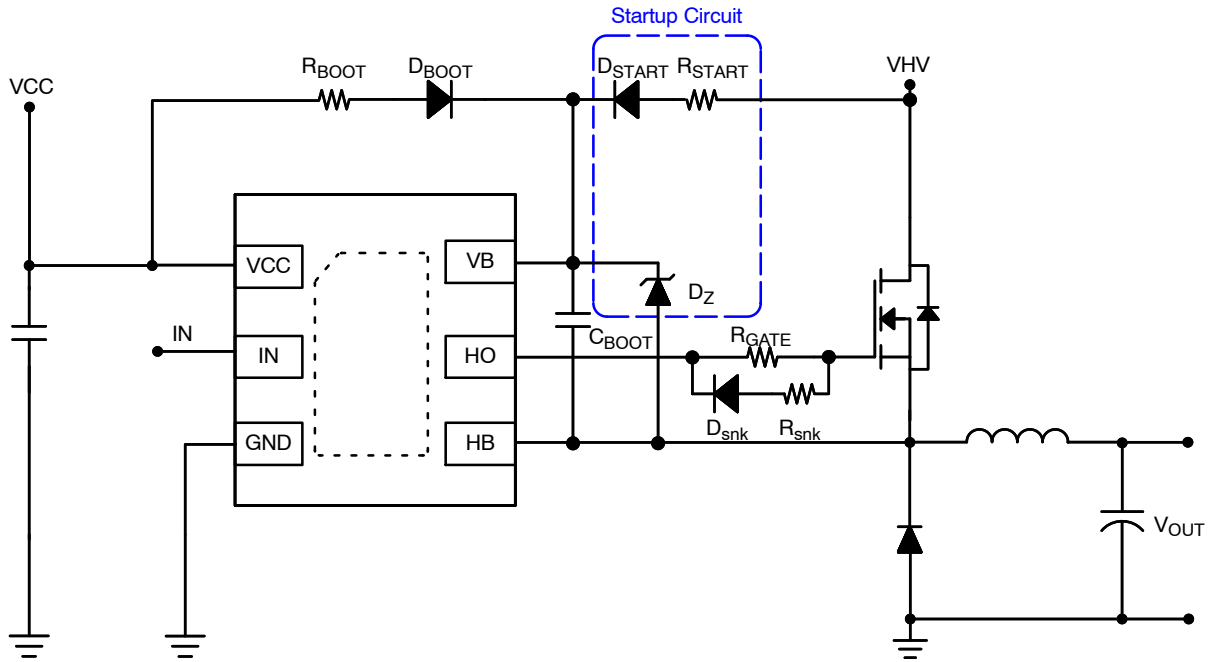 Startup Circuit
VCC
RBOOT
DBOOT
DSTART
RSTART
VHV
VCC
VB
DZ
CBOOT
IN
IN
HO
RGATE
GND
HB
Dsnk
Rsnk
VOUT